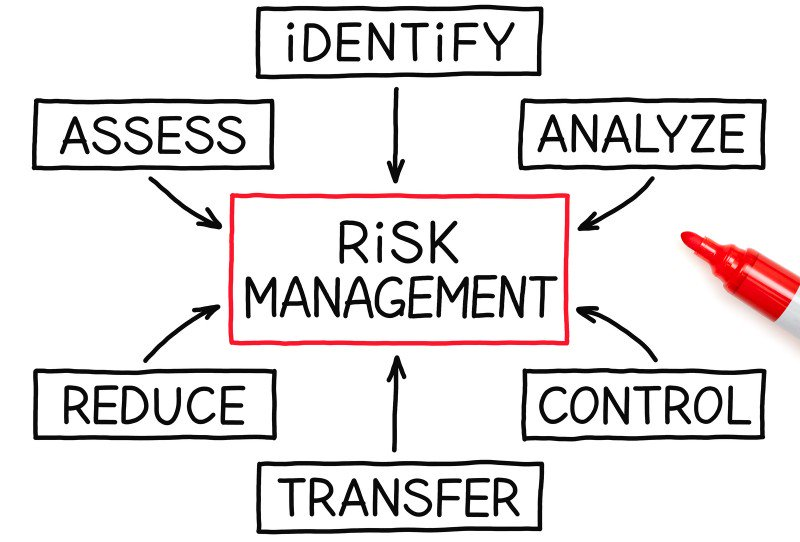 iDENTiFY
ASSESS
ANALYZE
RiSK
MANAGEMENT
REDUCE
CONTROL
TRANSFER